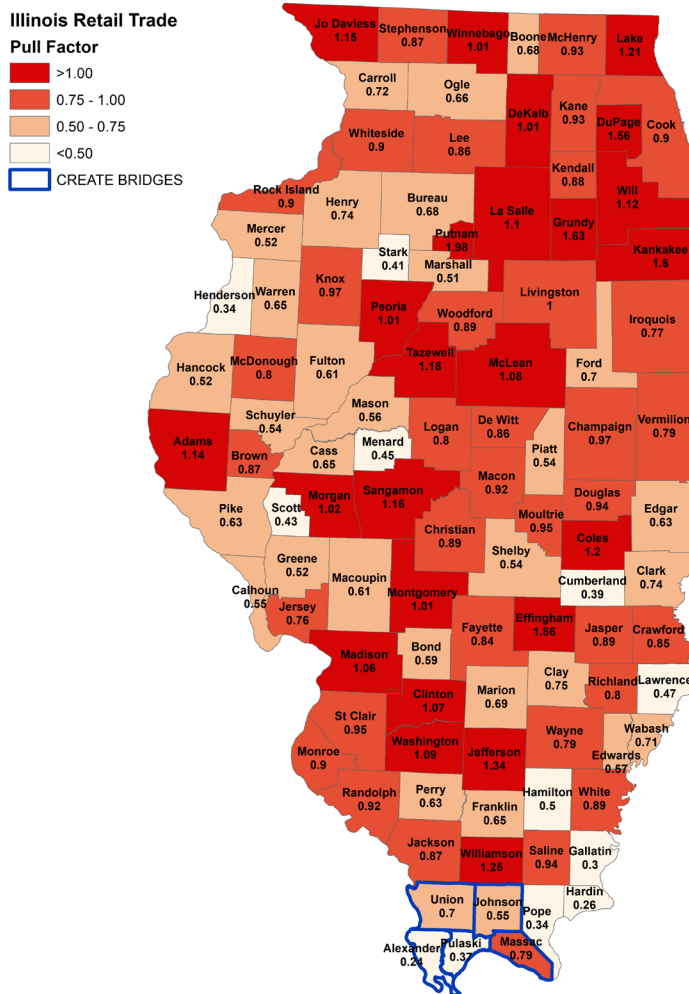 Illinois Retail Trade
Pull Factor
>1.00
0.75 - 1.00
0.50 - 0.75
<0.50
CREATE BRIDGES
Jo Daviess
1.15
Stephenson
0.87
Winnebago
1.01
Boone
0.68
McHenry
0.93
Lake
1.21
Carroll
0.72
Ogle
0.66
DeKalb
1.01
Kane
0.93
DuPage
1.56
Cook
0.9
Whiteside
0.9
Lee
0.86
Kendall
0.88
Will
1.12
Rock Island
0.9
Henry
0.74
Bureau
0.68
La Salle
1.1
Grundy
1.63
Kankakee
1.6
Mercer
0.52
Putnam
1.98
Stark
0.41
Marshall
0.51
Henderson
0.34
Warren
0.65
Knox
0.97
Peoria
1.01
Woodford
0.89
Livingston
1
Iroquois
0.77
Hancock
0.52
McDonough
0.8
Fulton
0.61
Tazewell
1.18
McLean
1.08
Ford
0.7
Schuyler
0.54
Mason
0.56
Logan
0.8
De Witt
0.86
Champaign
0.97
Vermilion
0.79
Adams
1.14
Brown
0.87
Cass
0.65
Menard
0.45
Piatt
0.54
Macon
0.92
Pike
0.63
Scott
0.43
Morgan
1.02
Sangamon
1.16
Christian
0.89
Moultrie
0.95
Douglas
0.94
Edgar
0.63
Coles
1.2
Shelby
0.54
Greene
0.52
Macoupin
0.61
Montgomery
1.01
Cumberland
0.39
Clark
0.74
Calhoun
0.55
Jersey
0.76
Fayette
0.84
Effingham
1.86
Jasper
0.89
Crawford
0.85
Madison
1.06
Bond
0.59
Clay
0.75
Richland
0.8
Lawrence
0.47
Clinton
1.07
Marion
0.69
St Clair
0.95
Washington
1.09
Jefferson
1.34
Wayne
0.79
Edwards
0.57
Wabash
0.71
Monroe
0.9
Randolph
0.92
Perry
0.63
Franklin
0.65
Hamilton
0.5
White
0.89
Jackson
0.87
Williamson
1.25
Saline
0.94
Gallatin
0.3
Union
0.7
Johnson
0.55
Pope
0.34
Hardin
0.26
Alexander
0.24
Pulaski
0.37
Massac
0.79